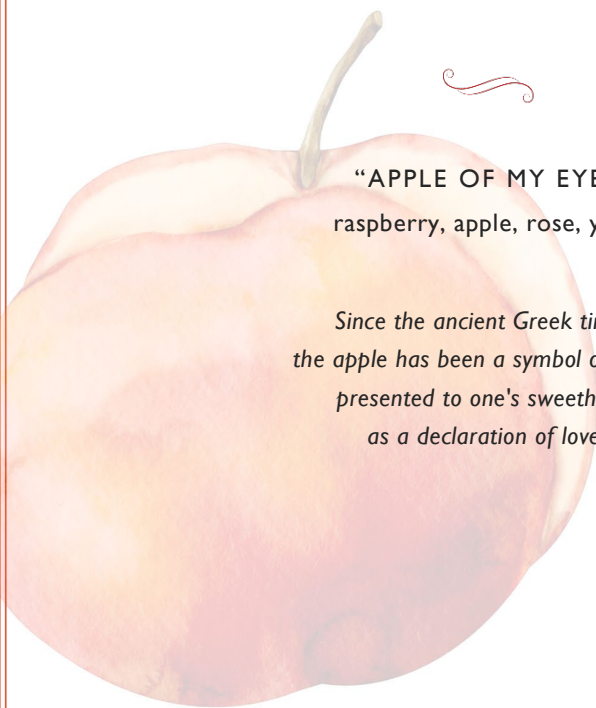 “APPLE OF MY EYE
raspberry, apple, rose, y
Since the ancient Greek
the apple has been a symbol
presented to one's
as a declaration of love